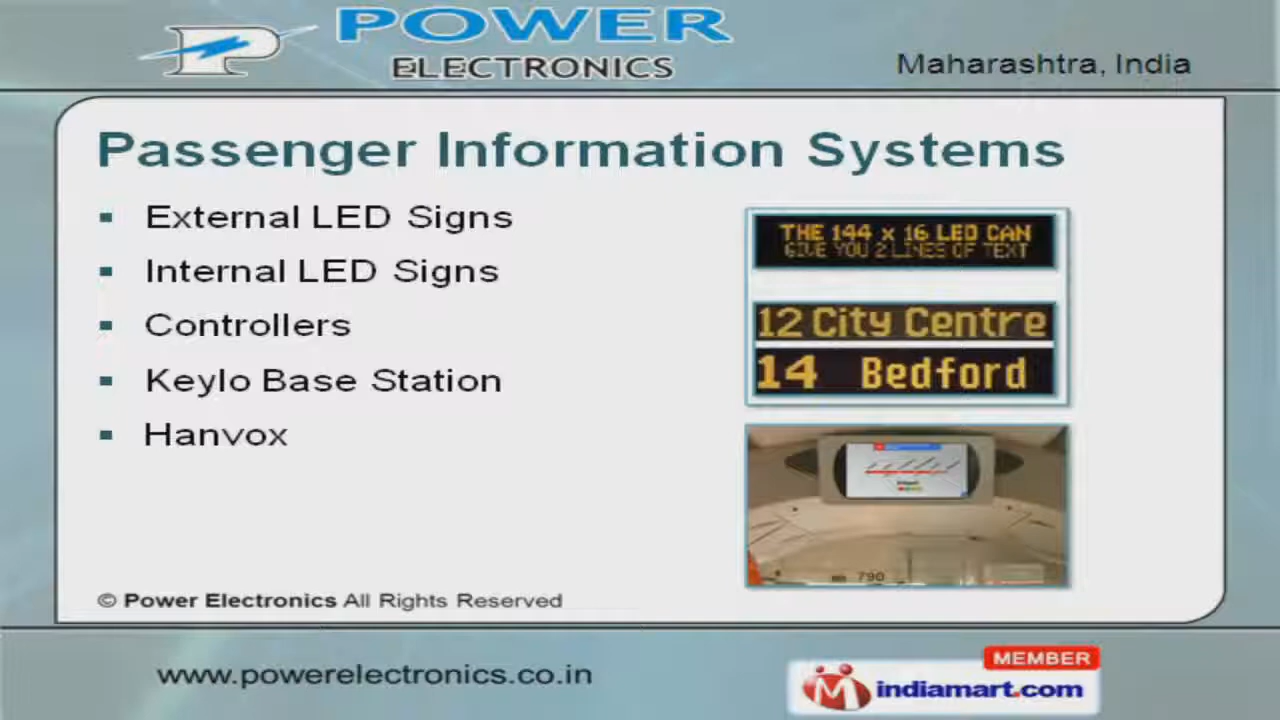 POWER
ELECTRONICS
Maharashtra, India
Passenger Information Systems
▪ External LED Signs
▪ Internal LED Signs
▪ Controllers
▪ Keylo Base Station
▪ Hanvox
THE 144 x 16 LED CAN
GIVE YOU 2 LINES OF TEXT
12 City Centre
14 Bedford
790
© Power Electronics All Rights Reserved
www.powerelectronics.co.in
MEMBER
indiamart.com